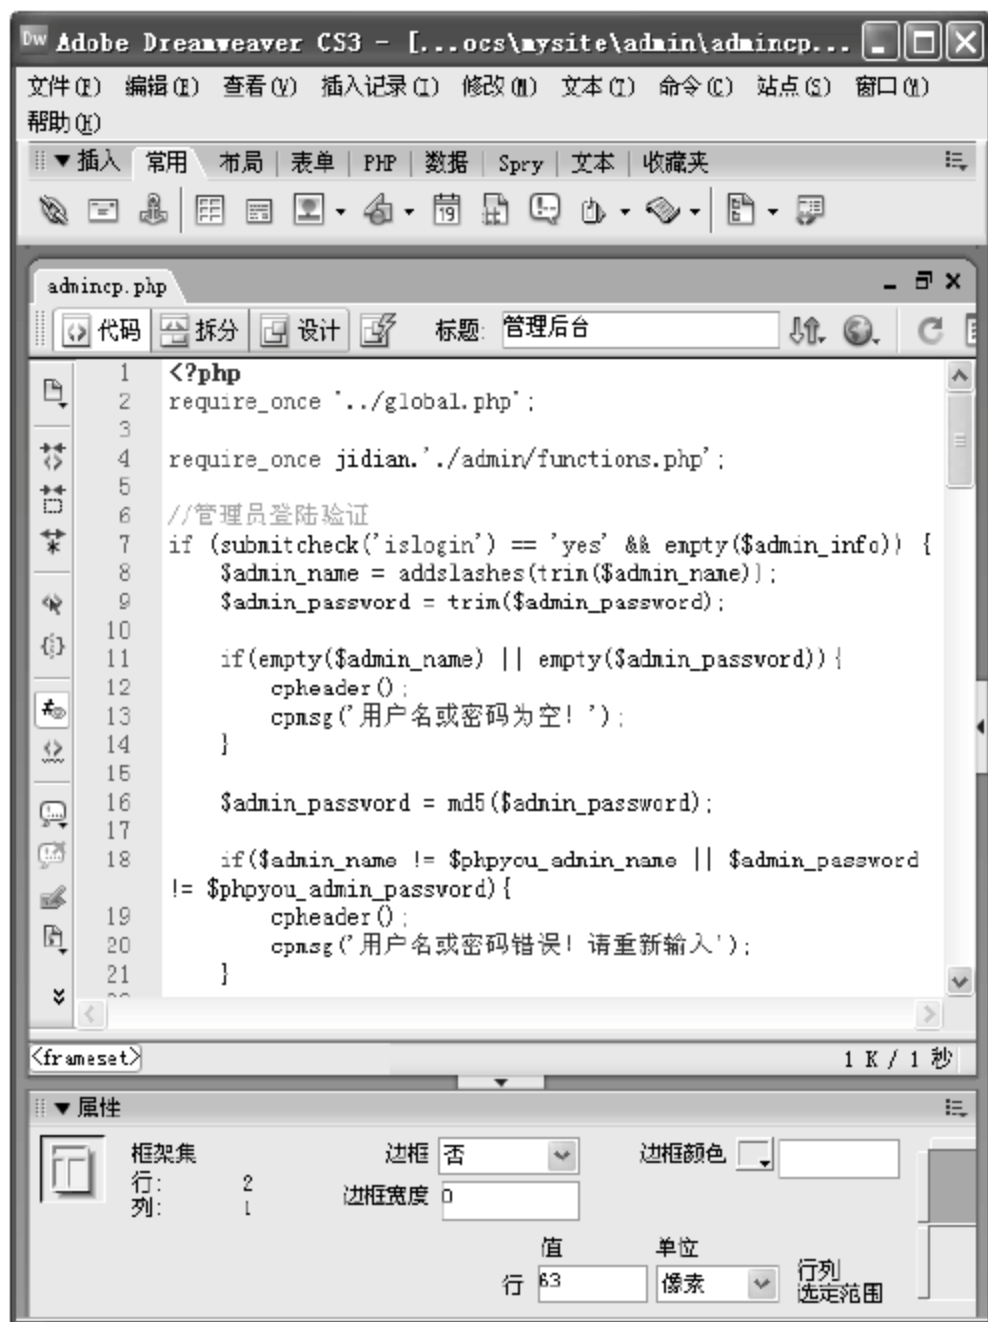 Adobe Dreamweaver CS3 - [...ocs\mysite\admin\admincp...
文件(F) 编辑(E) 查看(V) 插入记录(I) 修改(M) 文本(T) 命令(C) 站点(S) 窗口(W)
帮助(H)
▼插入 常用 布局 表单 PHP 数据 Spry 文本 收藏夹
19
admincp.php
代码 拆分 设计 标题: 管理后台
1 <?php
2 require_once '../global.php';
3
4 require_once jidian.'./admin/functions.php';
5
6 //管理员登陆验证
7 if (submitcheck('islogin') == 'yes' && empty($admin_info)) {
8 $admin_name = addslashes(trim($admin_name));
9 $admin_password = trim($admin_password);
10
11 if(empty($admin_name) || empty($admin_password)){
12 cpheader();
13 cpmsg('用户名或密码为空! ');
14 }
15
16 $admin_password = md5($admin_password);
17
18 if($admin_name != $phpyou_admin_name || $admin_password
!= $phpyou_admin_password){
19 cpheader();
20 cpmsg('用户名或密码错误! 请重新输入');
21 }
<frameset> 1 K / 1 秒
▼属性
框架集 边框 否 边框颜色
行: 2 边框宽度 0
列: 1
值 单位
行 63 像素 行列
选定范围